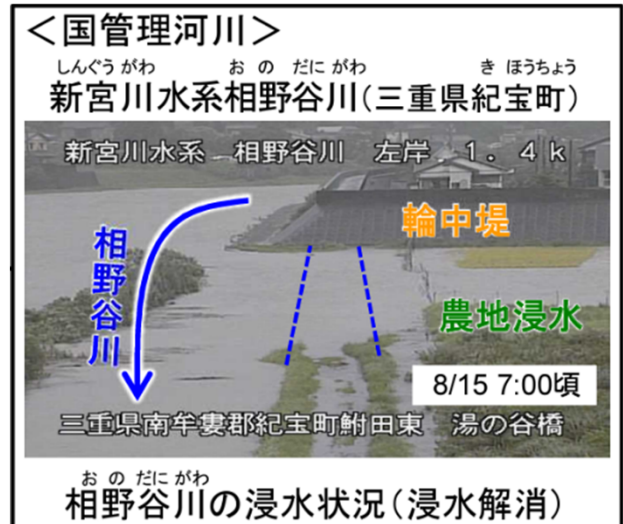 ＜国管理河川＞
しんぐうがわ おのだにがわ きほうちょう
新宮川水系相野谷川（三重県紀宝町）
新宮川水系 相野谷川 左岸．１．４ｋ
輪中堤
相野谷川
農地浸水
8/15 7:00頃
三重県南牟婁郡紀宝町鮒田東 湯の谷橋
おのだにがわ
相野谷川の浸水状況（浸水解消）